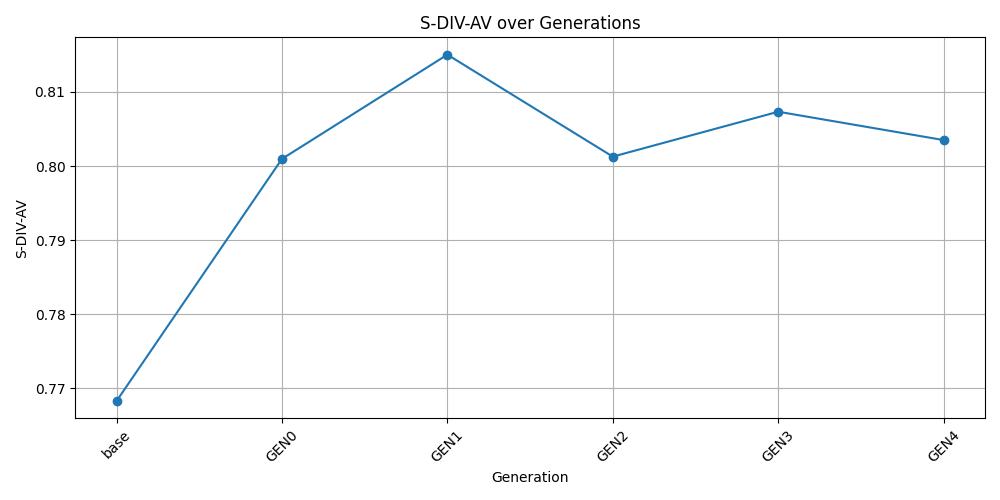 S-DIV-AV over Generations
S-DIV-AV
0.81
0.80
0.79
0.78
0.77
base
GEN0
GEN1
GEN2
GEN3
GEN4
Generation